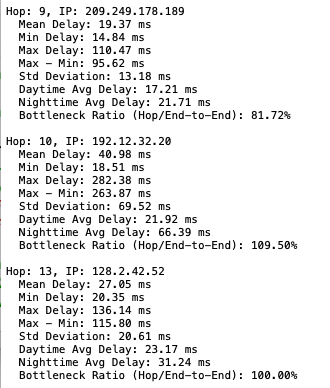 Hop: 9, IP: 209.249.178.189
Mean Delay: 19.37 ms
Min Delay: 14.84 ms
Max Delay: 110.47 ms
Max - Min: 95.62 ms
Std Deviation: 13.18 ms
Daytime Avg Delay: 17.21 ms
Nighttime Avg Delay: 21.71 ms
Bottleneck Ratio (Hop/End-to-End): 81.72%
Hop: 10, IP: 192.12.32.20
Mean Delay: 40.98 ms
Min Delay: 18.51 ms
Max Delay: 282.38 ms
Max - Min: 263.87 ms
Std Deviation: 69.52 ms
Daytime Avg Delay: 21.92 ms
Nighttime Avg Delay: 66.39 ms
Bottleneck Ratio (Hop/End-to-End): 109.50%
Hop: 13, IP: 128.2.42.52
Mean Delay: 27.05 ms
Min Delay: 20.35 ms
Max Delay: 136.14 ms
Max - Min: 115.80 ms
Std Deviation: 20.61 ms
Daytime Avg Delay: 23.17 ms
Nighttime Avg Delay: 31.24 ms
Bottleneck Ratio (Hop/End-to-End): 100.00%